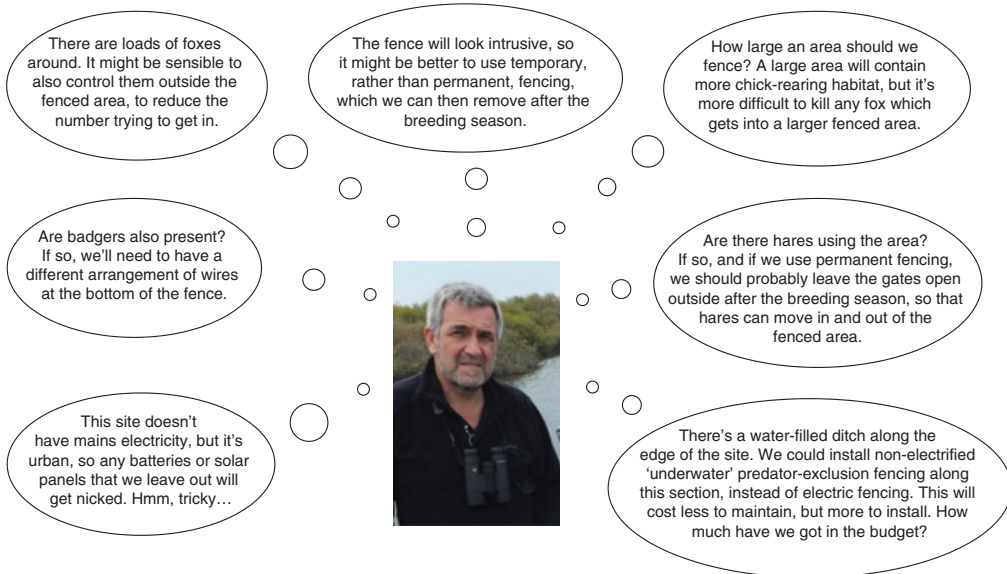 There are loads of foxes
around. It might be sensible to
also control them outside the
fenced area, to reduce the
number trying to get in.
The fence will look intrusive, so
it might be better to use temporary,
rather than permanent, fencing,
which we can then remove after the
breeding season.
How large an area should we
fence? A large area will contain
more chick-rearing habitat, but it's
more difficult to kill any fox which
gets into a larger fenced area.
Are badgers also present?
If so, we'll need to have a
different arrangement of wires
at the bottom of the fence.
Are there hares using the area?
If so, and if we use permanent fencing,
we should probably leave the gates open
outside after the breeding season, so that
hares can move in and out of the
fenced area.
This site doesn't
have mains electricity, but it's
urban, so any batteries or solar
panels that we leave out will
get nicked. Hmm, tricky…
There's a water-filled ditch along the
edge of the site. We could install non-electrified
‘underwater’ predator-exclusion fencing along
this section, instead of electric fencing. This will
cost less to maintain, but more to install. How
much have we got in the budget?